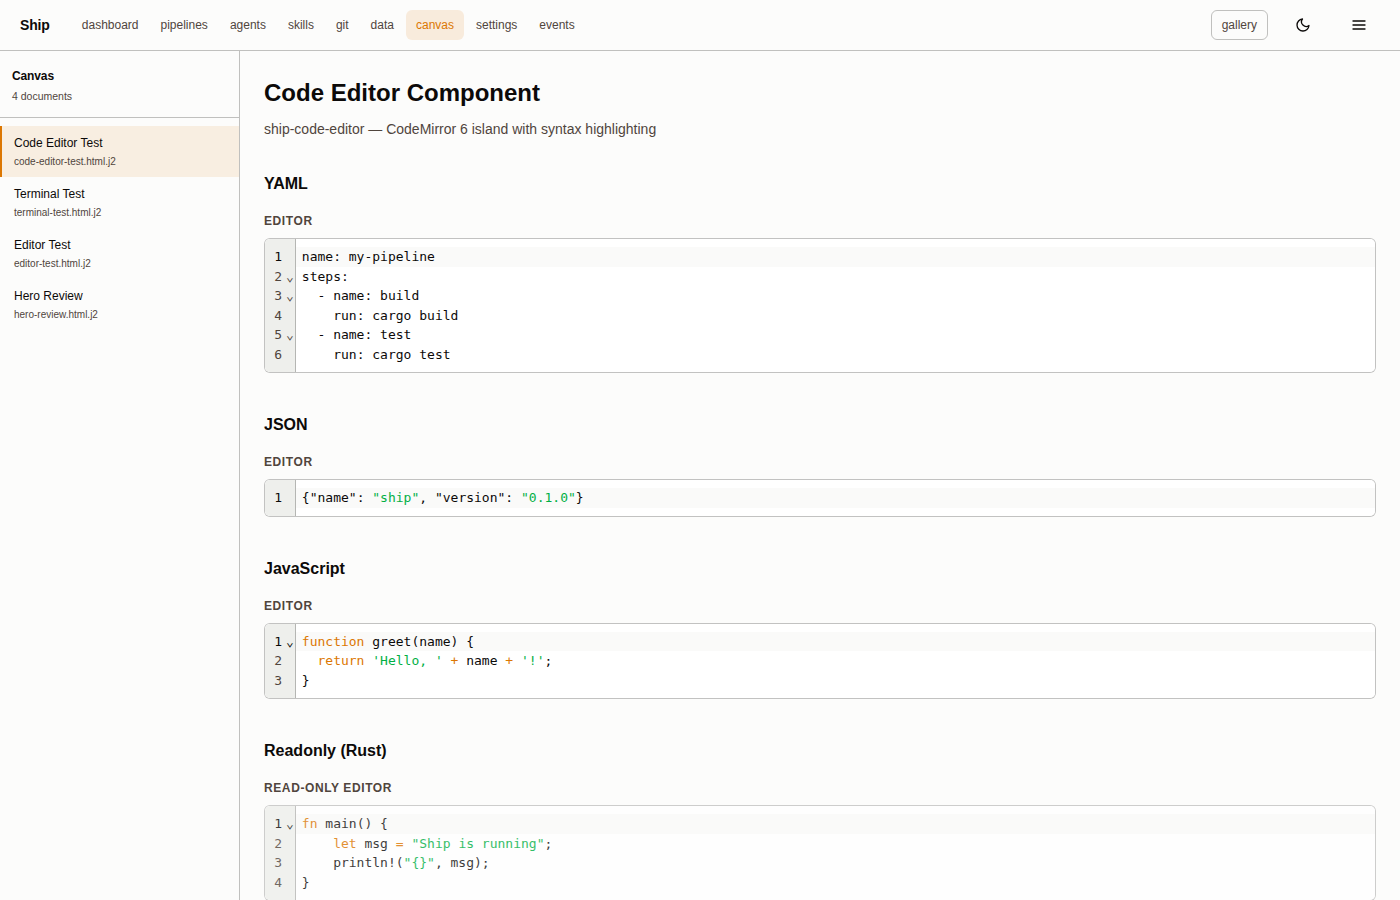 Ship dashboard pipelines agents skills git data canvas settings events gallery
Canvas
4 documents
Code Editor Test
code-editor-test.html.j2
Terminal Test
terminal-test.html.j2
Editor Test
editor-test.html.j2
Hero Review
hero-review.html.j2
Code Editor Component
ship-code-editor — CodeMirror 6 island with syntax highlighting
YAML
EDITOR
1 name: my-pipeline
2 steps:
3   - name: build
4     run: cargo build
5   - name: test
6     run: cargo test
JSON
EDITOR
1 {"name": "ship", "version": "0.1.0"}
JavaScript
EDITOR
1 function greet(name) {
2   return 'Hello, ' + name + '!';
3 }
Readonly (Rust)
READ-ONLY EDITOR
1 fn main() {
2     let msg = "Ship is running";
3     println!("{}", msg);
4 }